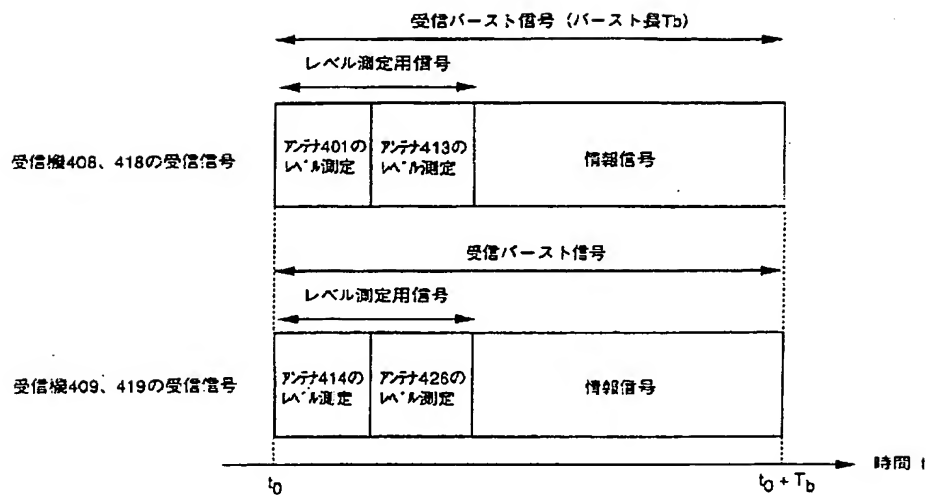 受信バースト信号（バースト長Tb）
レベル測定用信号
受信機408、418の受信信号
アンテナ401の
レベル測定
アンテナ413の
レベル測定
情報信号
受信バースト信号
レベル測定用信号
受信機409、419の受信信号
アンテナ414の
レベル測定
アンテナ426の
レベル測定
情報信号
時間 t
t0
t0 + Tb